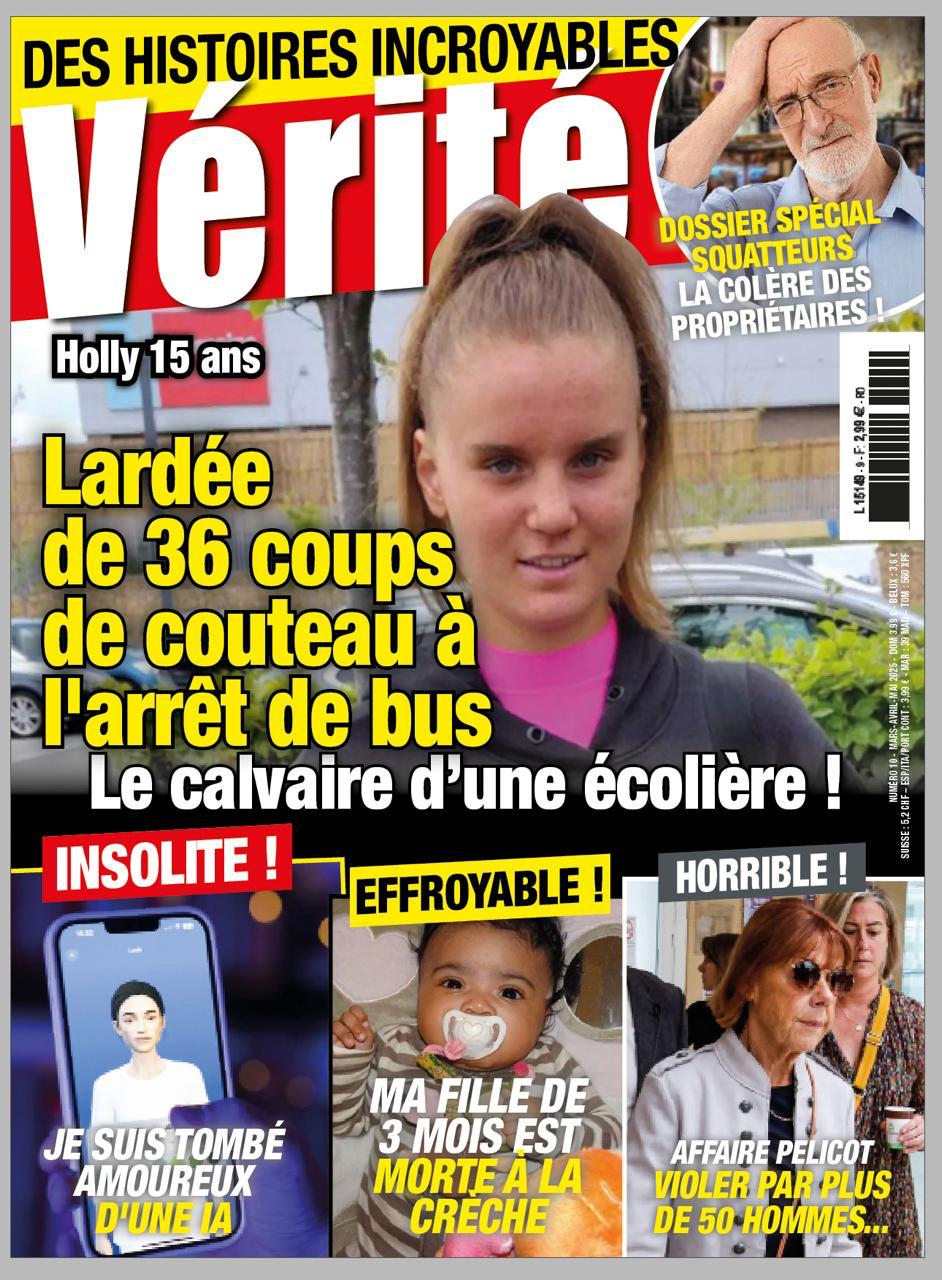 DES HISTOIRES INCROYABLES
Vérité
DOSSIER SPÉCIAL
SQUATTEURS
LA COLÈRE DES
PROPRIÉTAIRES !
Holly 15 ans
Lardée
de 36 coups
de couteau à
l'arrêt de bus
Le calvaire d’une écolière !
L 15149 - 9 - F: 2,99 € - RD
NUMÉRO 10 - MARS-AVRIL-MAI 2025 - DOM 3,99 € - BELUX : 3,6 €
SUISSE : 5,2 CHF – ESP/ITA/PORT CONT : 3,99 € - MAR : 39 MAD – TOM : 560 XPF
INSOLITE !
JE SUIS TOMBÉ
AMOUREUX
D'UNE IA
EFFROYABLE !
MA FILLE DE
3 MOIS EST
MORTE À LA
CRÈCHE
HORRIBLE !
AFFAIRE PELICOT
VIOLER PAR PLUS
DE 50 HOMMES...